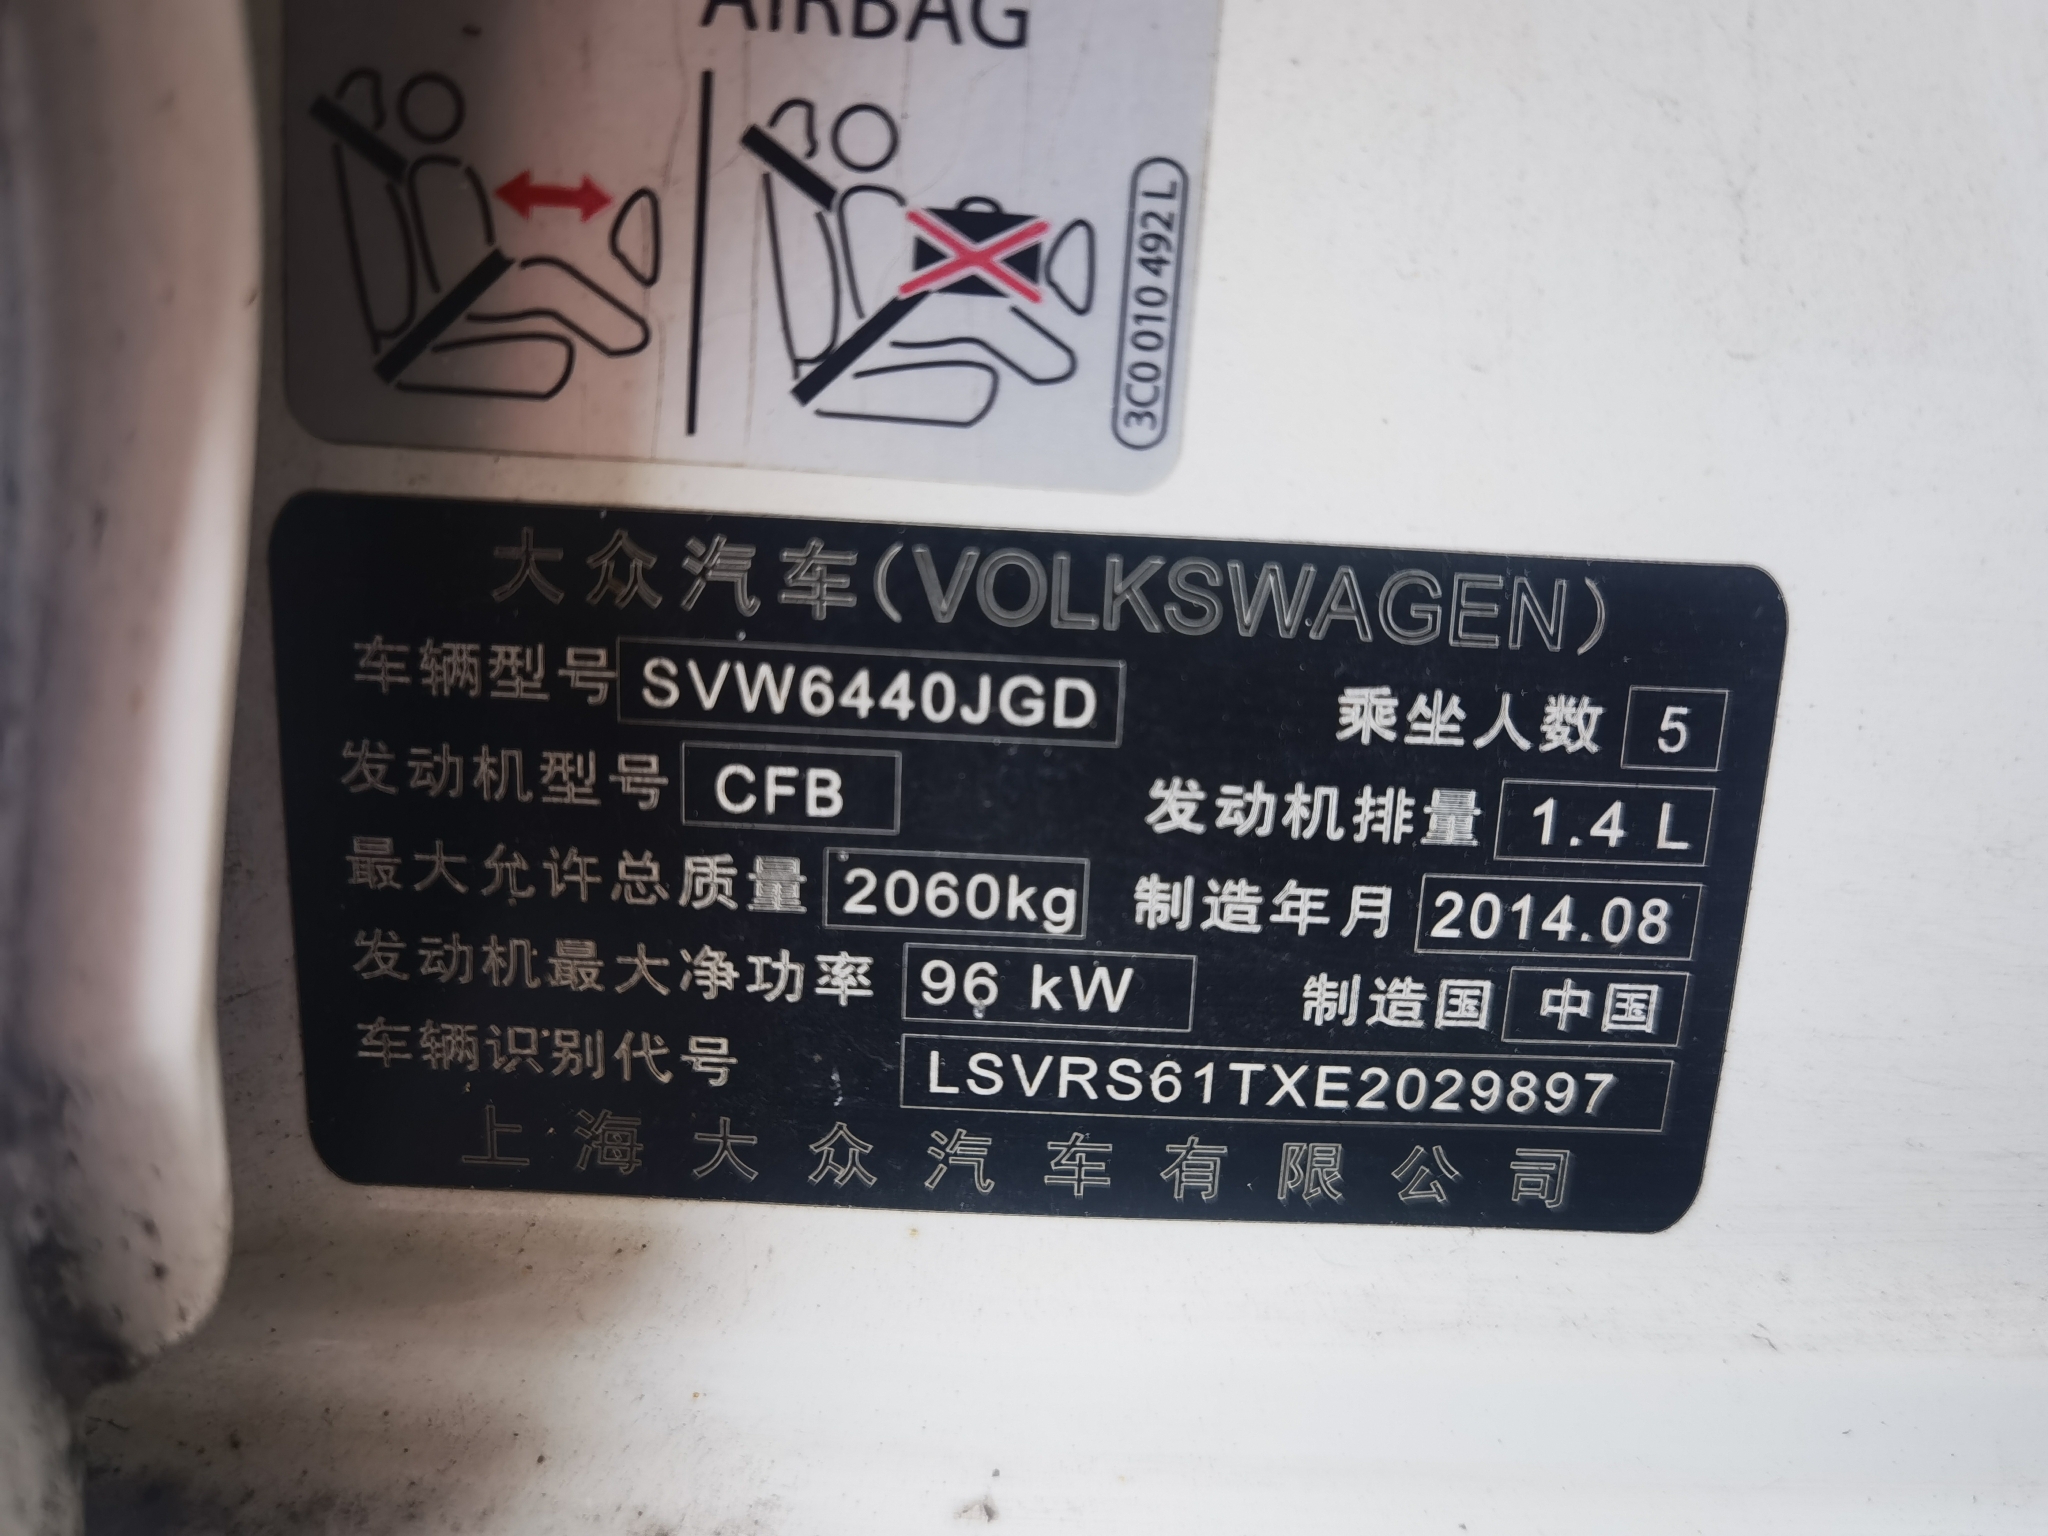 AIRBAG
3C0 010 492 L
大众汽车(VOLKSWAGEN)
车辆型号 SVW6440JGD 乘坐人数 5
发动机型号 CFB 发动机排量 1.4 L
最大允许总质量 2060kg 制造年月 2014.08
发动机最大净功率 96 kW 制造国 中国
车辆识别代号 LSVRS61TXE2029897
上海大众汽车有限公司